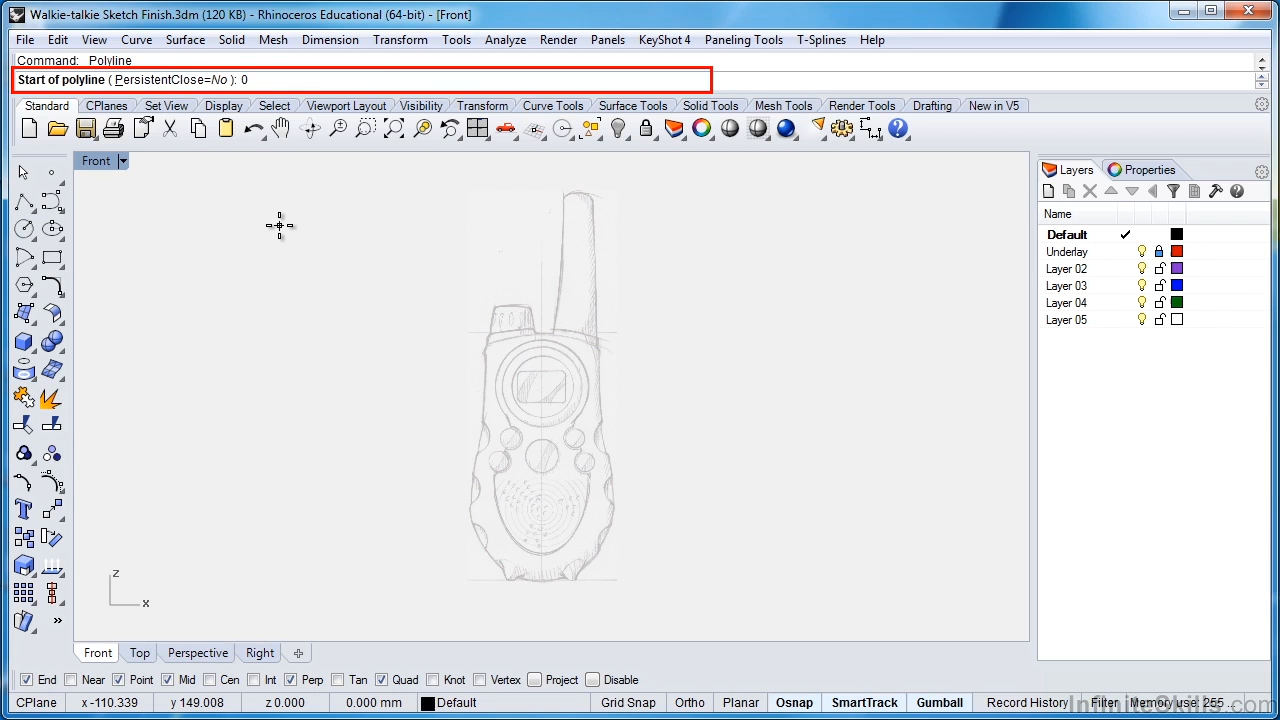 Walkie-talkie Sketch Finish.3dm (120 KB) - Rhinoceros Educational (64-bit) - [Front]
File Edit View Curve Surface Solid Mesh Dimension Transform Tools Analyze Render Panels KeyShot 4 Paneling Tools T-Splines Help
Command: Polyline
Start of polyline ( PersistentClose=No ): 0
Standard CPlanes Set View Display Select Viewport Layout Visibility Transform Curve Tools Surface Tools Solid Tools Mesh Tools Render Tools Drafting New in V5
Front
Layers Properties
Name
Default
Underlay
Layer 02
Layer 03
Layer 04
Layer 05
z
x
Front Top Perspective Right
End Near Point Mid Cen Int Perp Tan Quad Knot Vertex Project Disable
CPlane x -110.339 y 149.008 z 0.000 0.000 mm Default Grid Snap Ortho Planar Osnap SmartTrack Gumball Record History Filter Memory use: 255 ...
InfiniteSkills.com